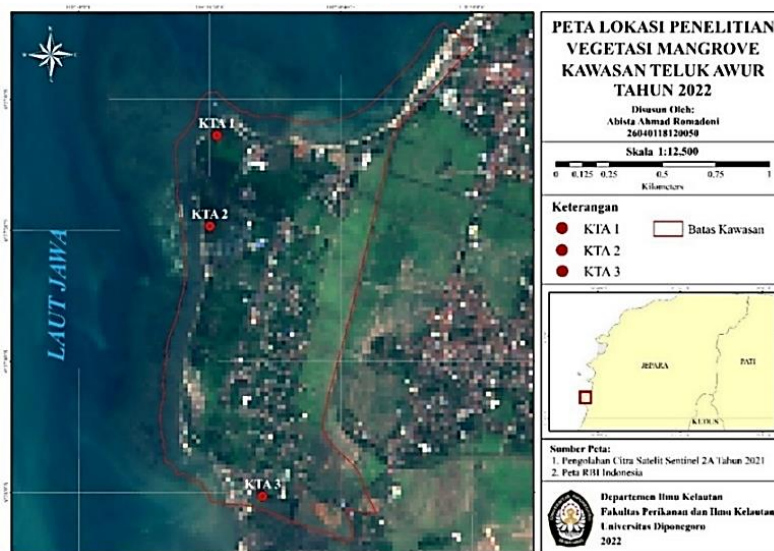 KTA 1
KTA 2
KTA 3
LAUT JAWA
PETA LOKASI PENELITIAN
VEGETASI MANGROVE
KAWASAN TELUK AWUR
TAHUN 2022
Disusun Oleh:
Abista Ahmad Romadoni
26040118120050
Skala 1:12.500
0 0.125 0.25 0.5 0.75 1
Kilometers
Keterangan
KTA 1
Batas Kawasan
KTA 2
KTA 3
JEPARA
PATI
KUDUS
Sumber Peta:
1. Pengolahan Citra Satelit Sentinel 2A Tahun 2021
2. Peta RBI Indonesia
Departemen Ilmu Kelautan
Fakultas Perikanan dan Ilmu Kelautan
Universitas Diponegoro
2022